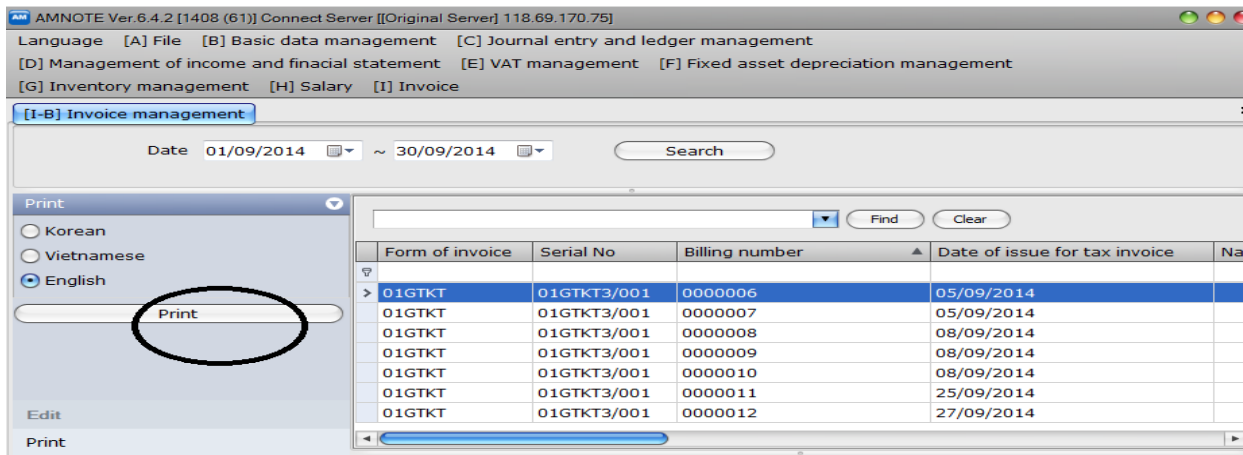 AM AMNOTE Ver.6.4.2 [1408 (61)] Connect Server [[Original Server] 118.69.170.75]
Language [A] File [B] Basic data management [C] Journal entry and ledger management
[D] Management of income and finacial statement [E] VAT management [F] Fixed asset depreciation management
[G] Inventory management [H] Salary [I] Invoice
[I-B] Invoice management
Date 01/09/2014 ~ 30/09/2014 Search
Print
Korean
Vietnamese
English
Print
Edit
Print
Find Clear
Form of invoice Serial No Billing number Date of issue for tax invoice Na
01GTKT 01GTKT3/001 0000006 05/09/2014
01GTKT 01GTKT3/001 0000007 05/09/2014
01GTKT 01GTKT3/001 0000008 08/09/2014
01GTKT 01GTKT3/001 0000009 08/09/2014
01GTKT 01GTKT3/001 0000010 08/09/2014
01GTKT 01GTKT3/001 0000011 25/09/2014
01GTKT 01GTKT3/001 0000012 27/09/2014